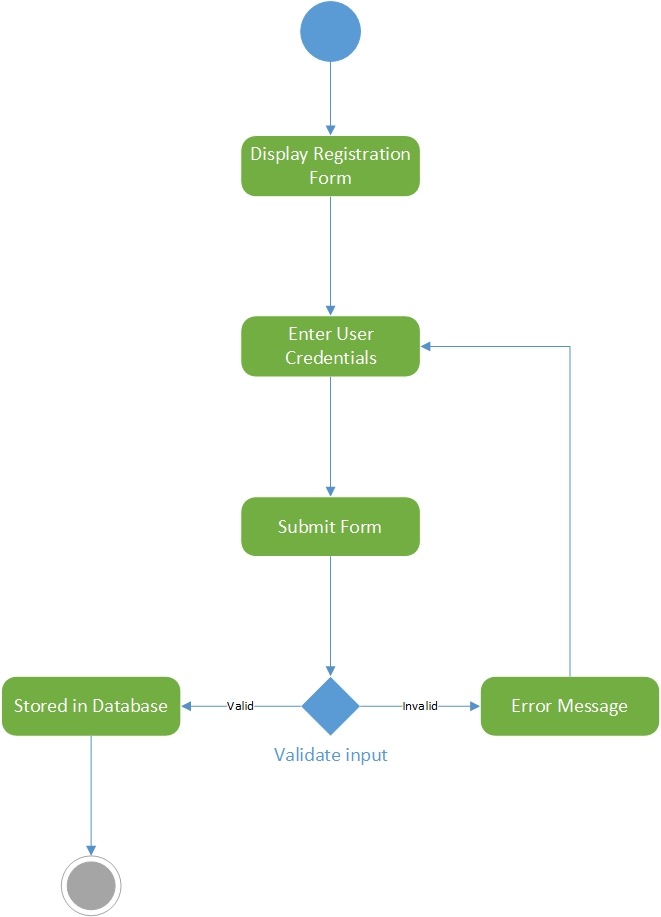 Display Registration
Form
Enter User
Credentials
Submit Form
Stored in Database
Valid
Invalid
Error Message
Validate input